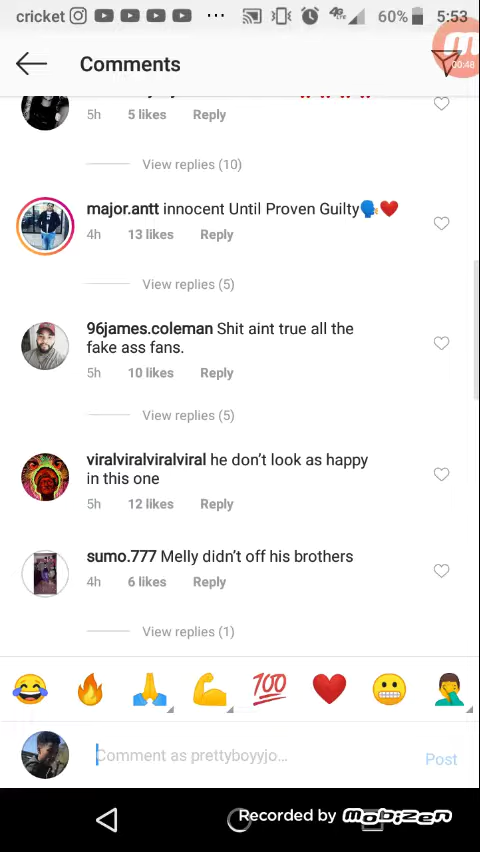 cricket 4G LTE 60% 5:53
Comments
00:48
5h 5 likes Reply
View replies (10)
major.antt innocent Until Proven Guilty🗣️❤️
4h 13 likes Reply
View replies (5)
96james.coleman Shit aint true all the
fake ass fans.
5h 10 likes Reply
View replies (5)
viralviralviralviral he don't look as happy
in this one
5h 12 likes Reply
sumo.777 Melly didn't off his brothers
4h 6 likes Reply
View replies (1)
😂 🔥 🙏 💪 💯 ❤️ 😬 🤦‍♂️
Comment as prettyboyyjo...
Post
Recorded by Mobizen